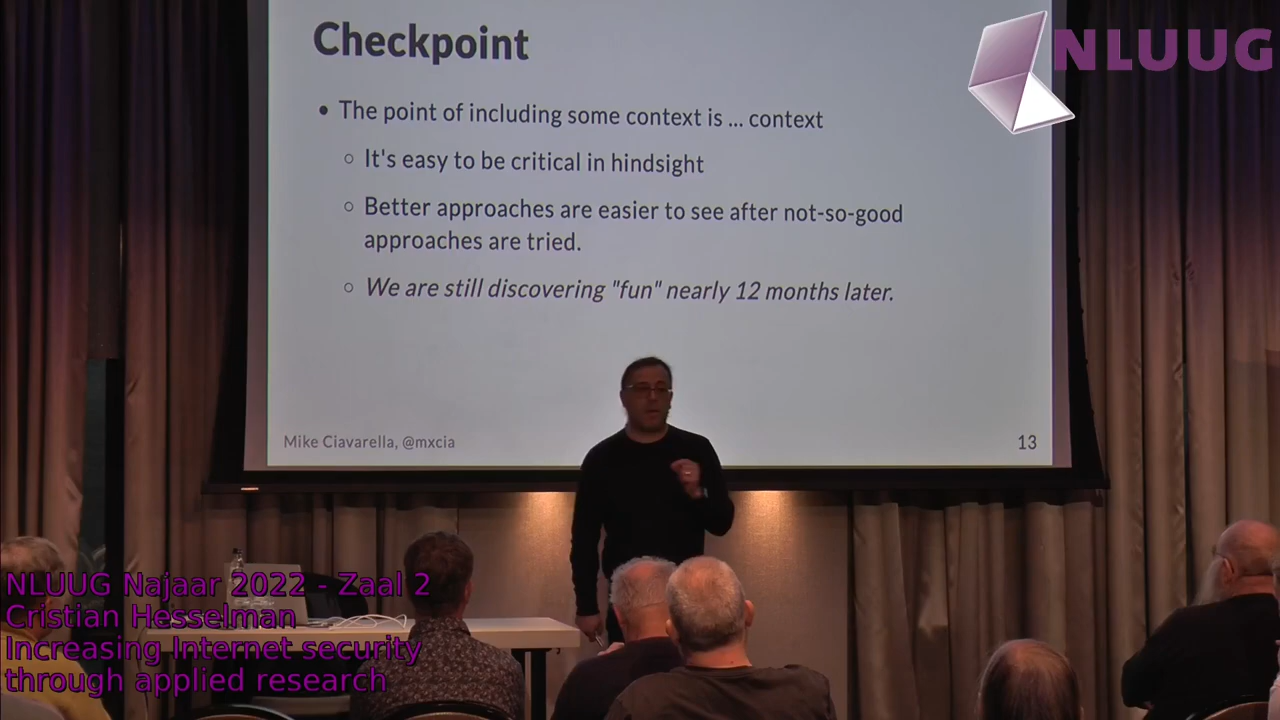 Checkpoint
NLUUG
• The point of including some context is ... context
○ It's easy to be critical in hindsight
○ Better approaches are easier to see after not-so-good
approaches are tried.
○ We are still discovering "fun" nearly 12 months later.
Mike Ciavarella, @mxcia
13
NLUUG Najaar 2022 - Zaal 2
Cristian Hesselman
Increasing Internet security
through applied research